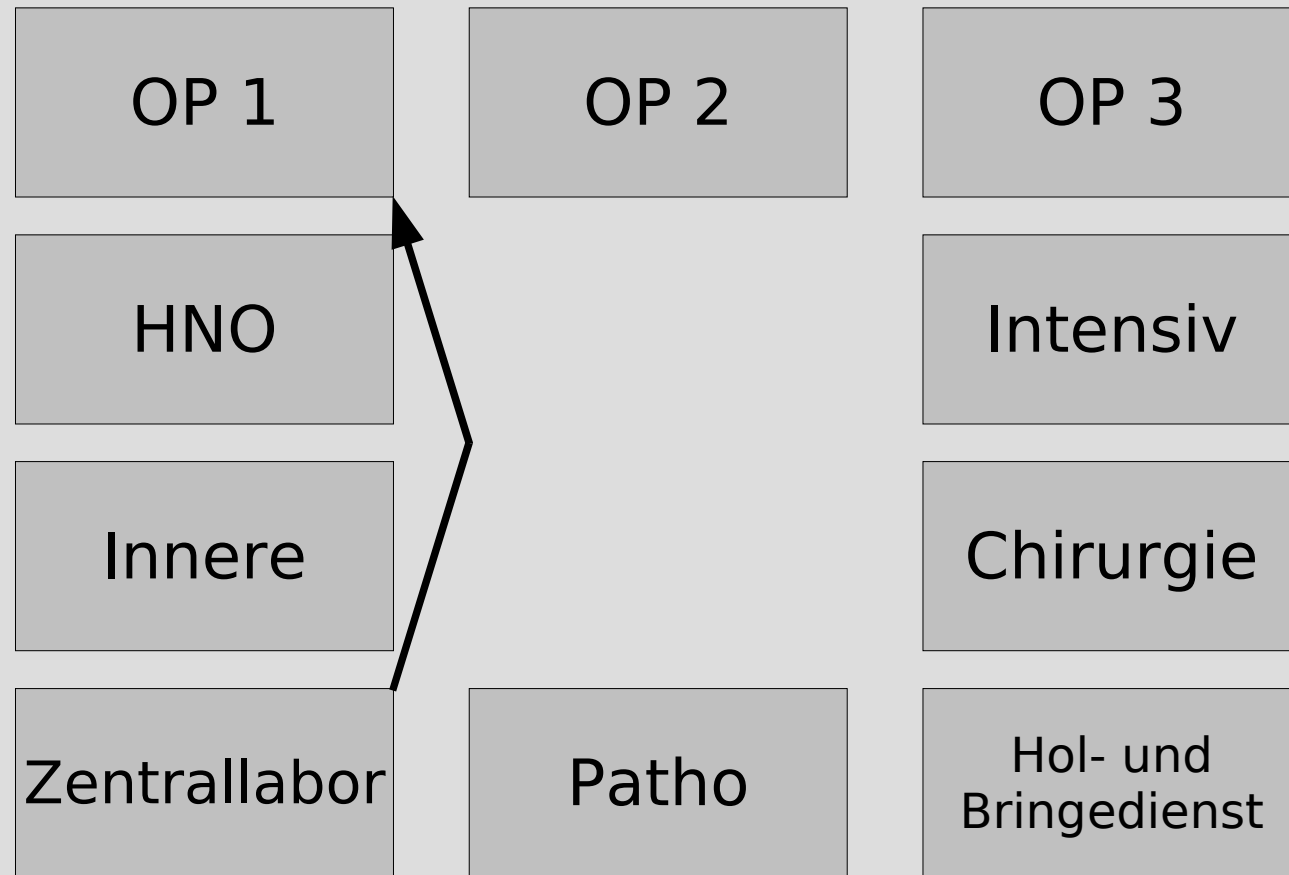 OP 1
OP 2
OP 3
HNO
Intensiv
Innere
Chirurgie
Zentrallabor
Patho
Hol- und
Bringedienst